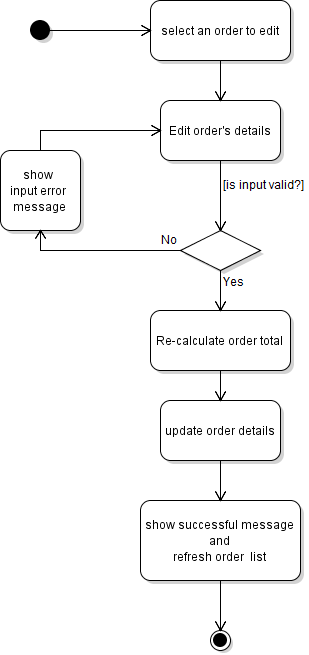 select an order to edit
Edit order's details
show
input error
message
[is input valid?]
No
Yes
Re-calculate order total
update order details
show successful message
and
refresh order list